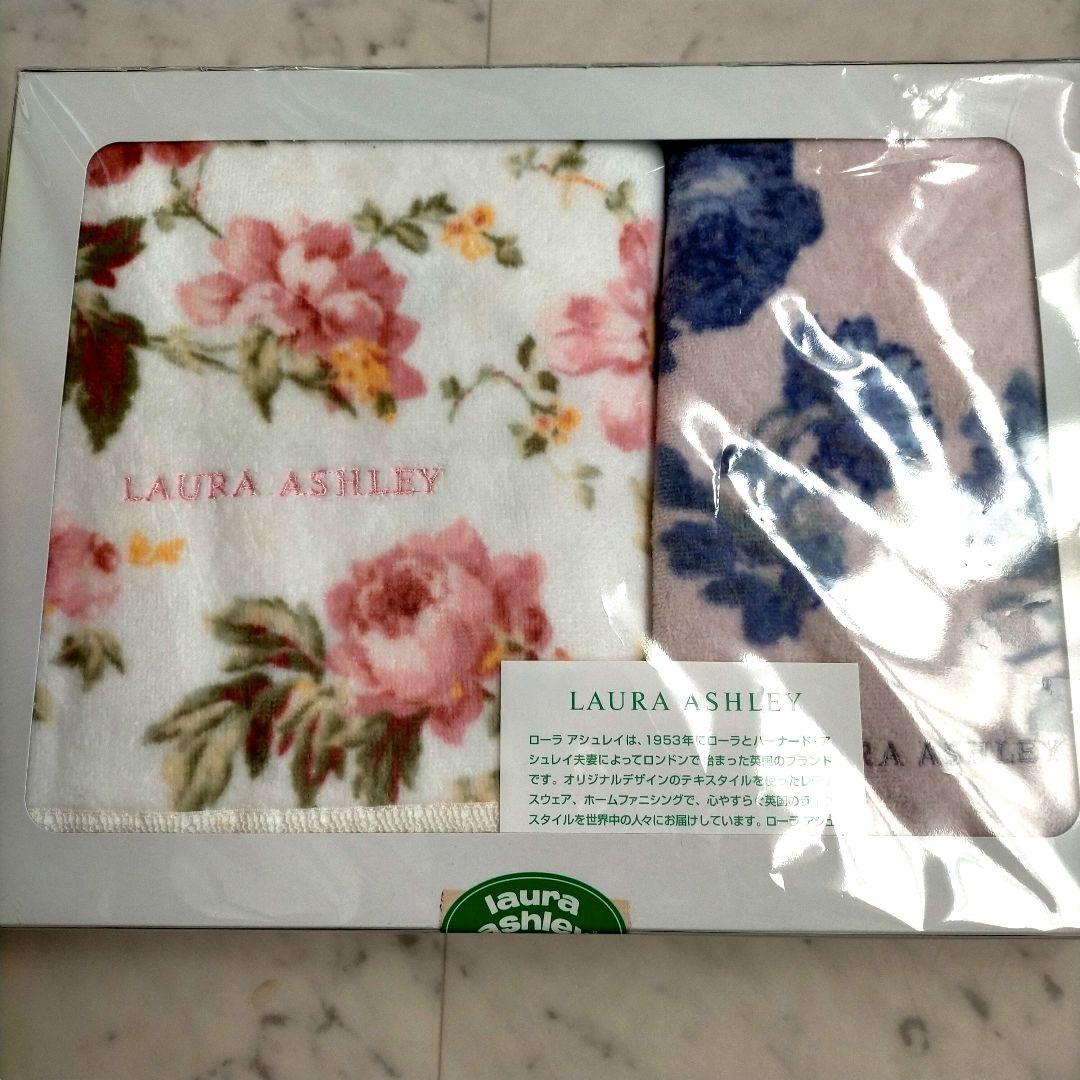 LAURA ASHLEY
LAURA ASHLEY
ローラ アシュレイは、1953年にローラとバーナード・ア
シュレイ夫妻によってロンドンで始まった英国のブランド
です。オリジナルデザインのテキスタイルを使ったレディ
スウェア、ホームファニシングで、心やすらぐ英国のライフ
スタイルを世界中の人々にお届けしています。ローラ アシュ
RA ASHLEY
laura
ashley